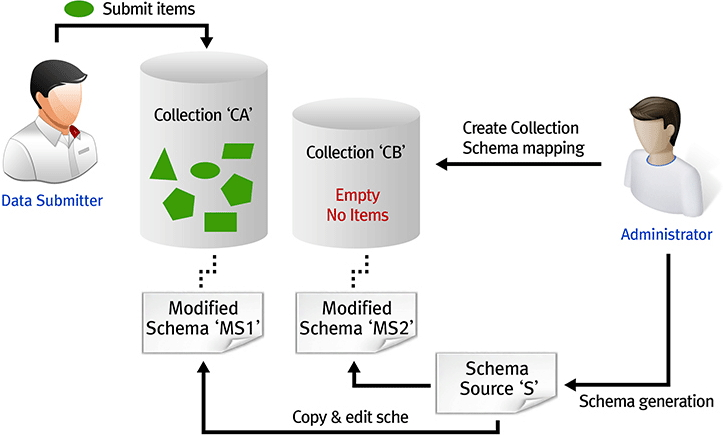 Submit items
Data Submitter
Collection 'CA'
Collection 'CB'
Empty
No Items
Create Collection
Schema mapping
Administrator
Modified
Schema 'MS1'
Modified
Schema 'MS2'
Schema
Source 'S'
Schema generation
Copy & edit sche